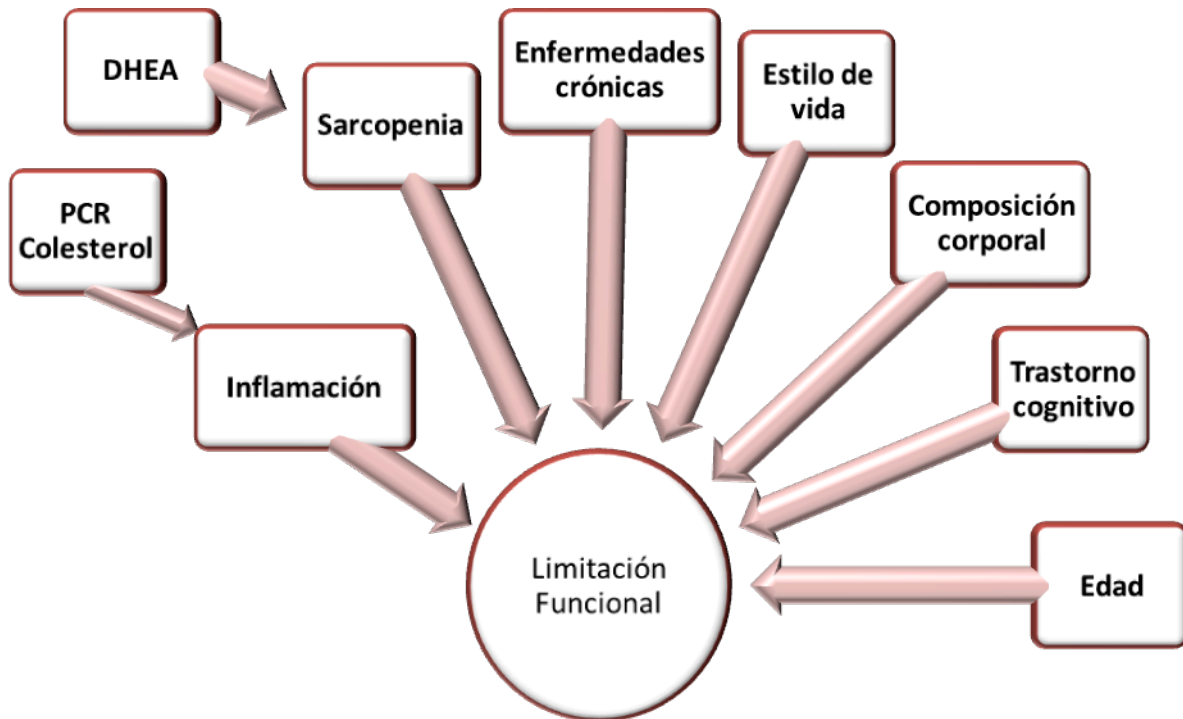 DHEA
Sarcopenia
Enfermedades
crónicas
Estilo de
vida
PCR
Colesterol
Composición
corporal
Inflamación
Trastorno
cognitivo
Limitación
Funcional
Edad